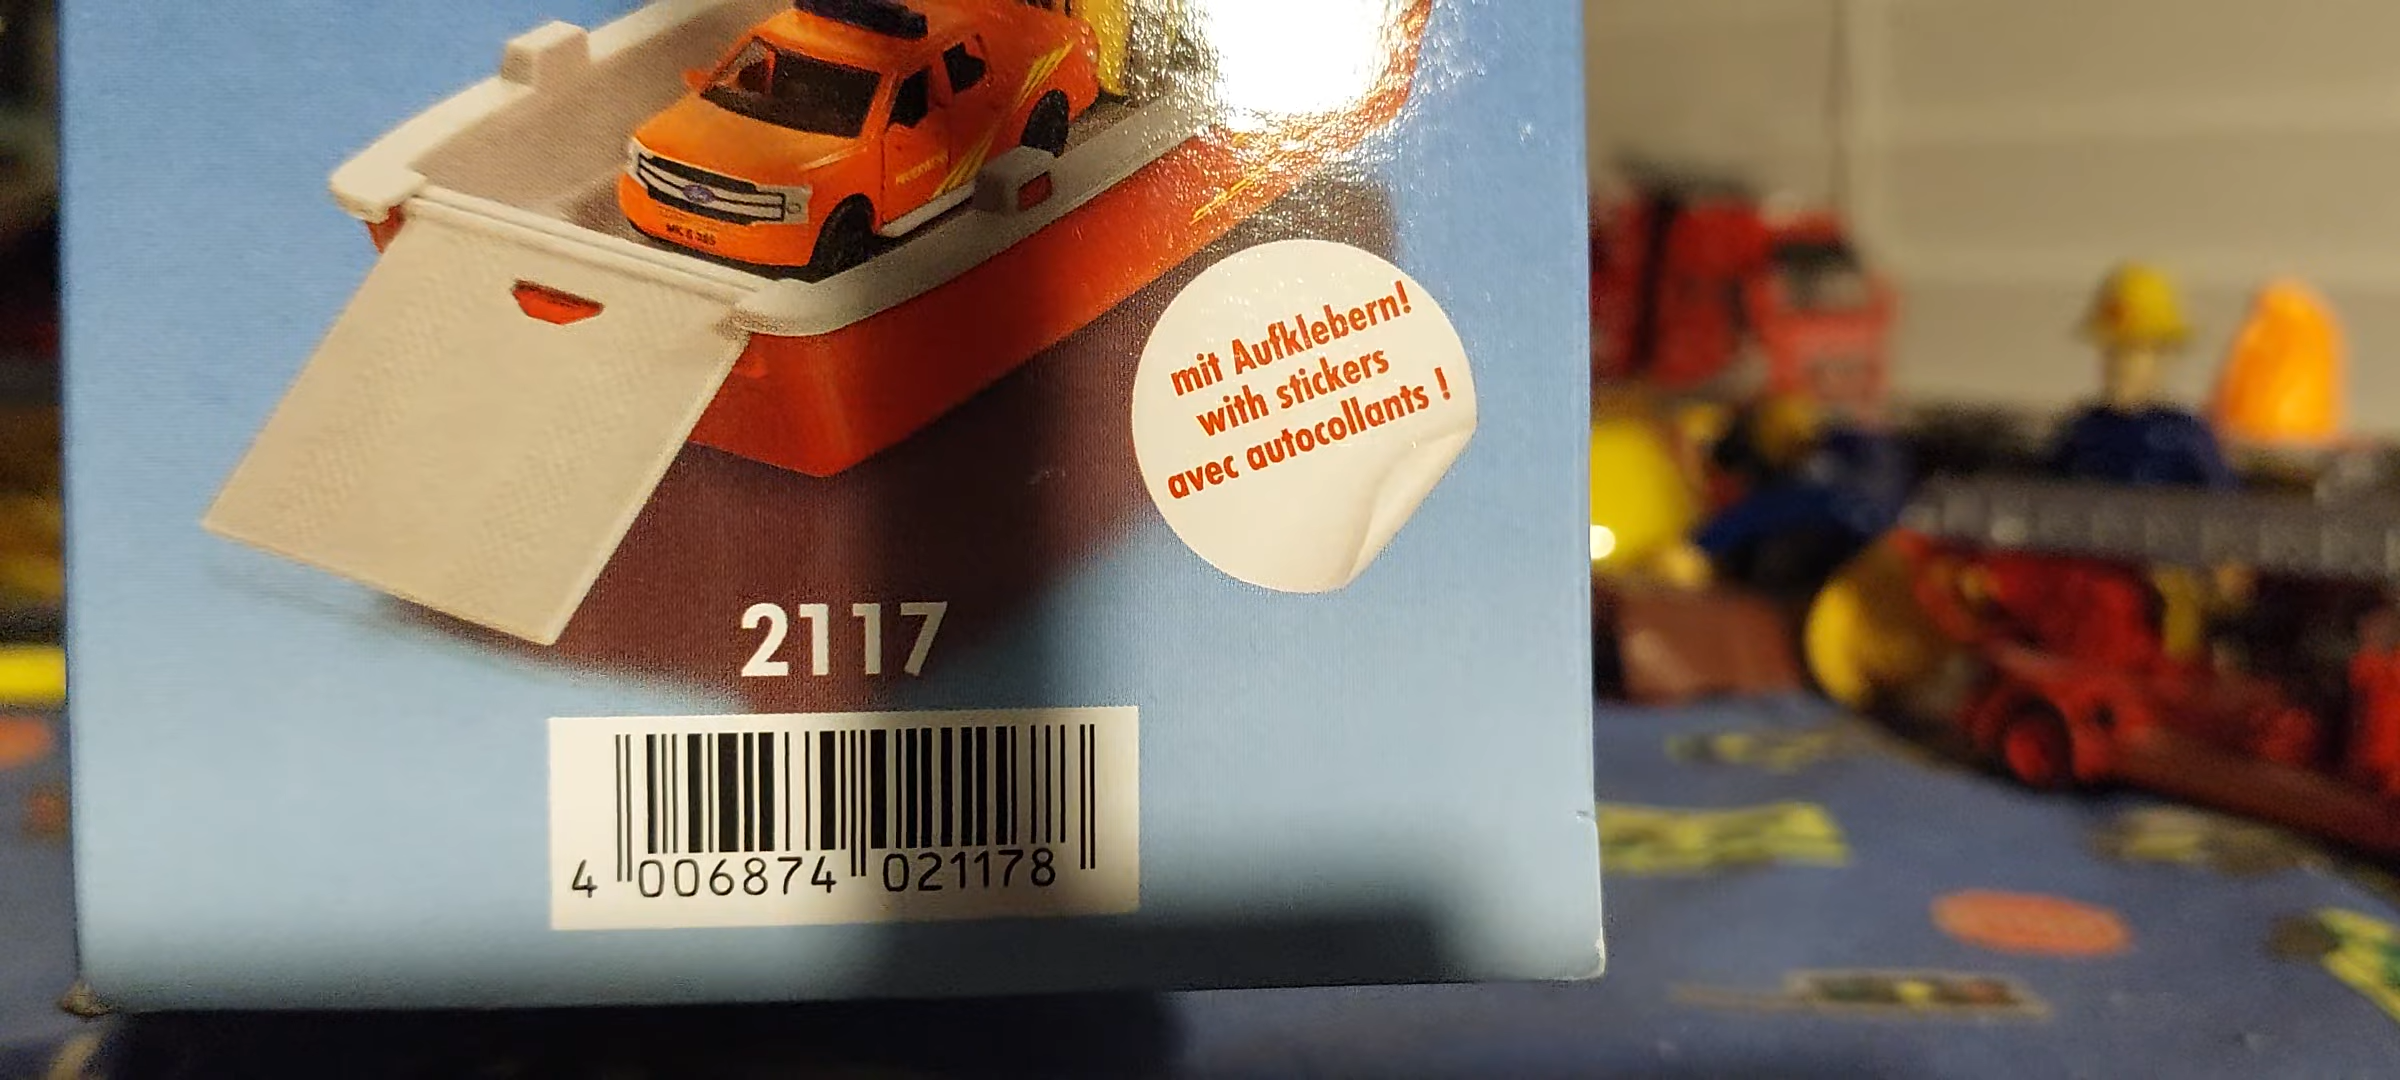 mit Aufklebern!
with stickers
avec autocollants !
2117
4 006874 021178